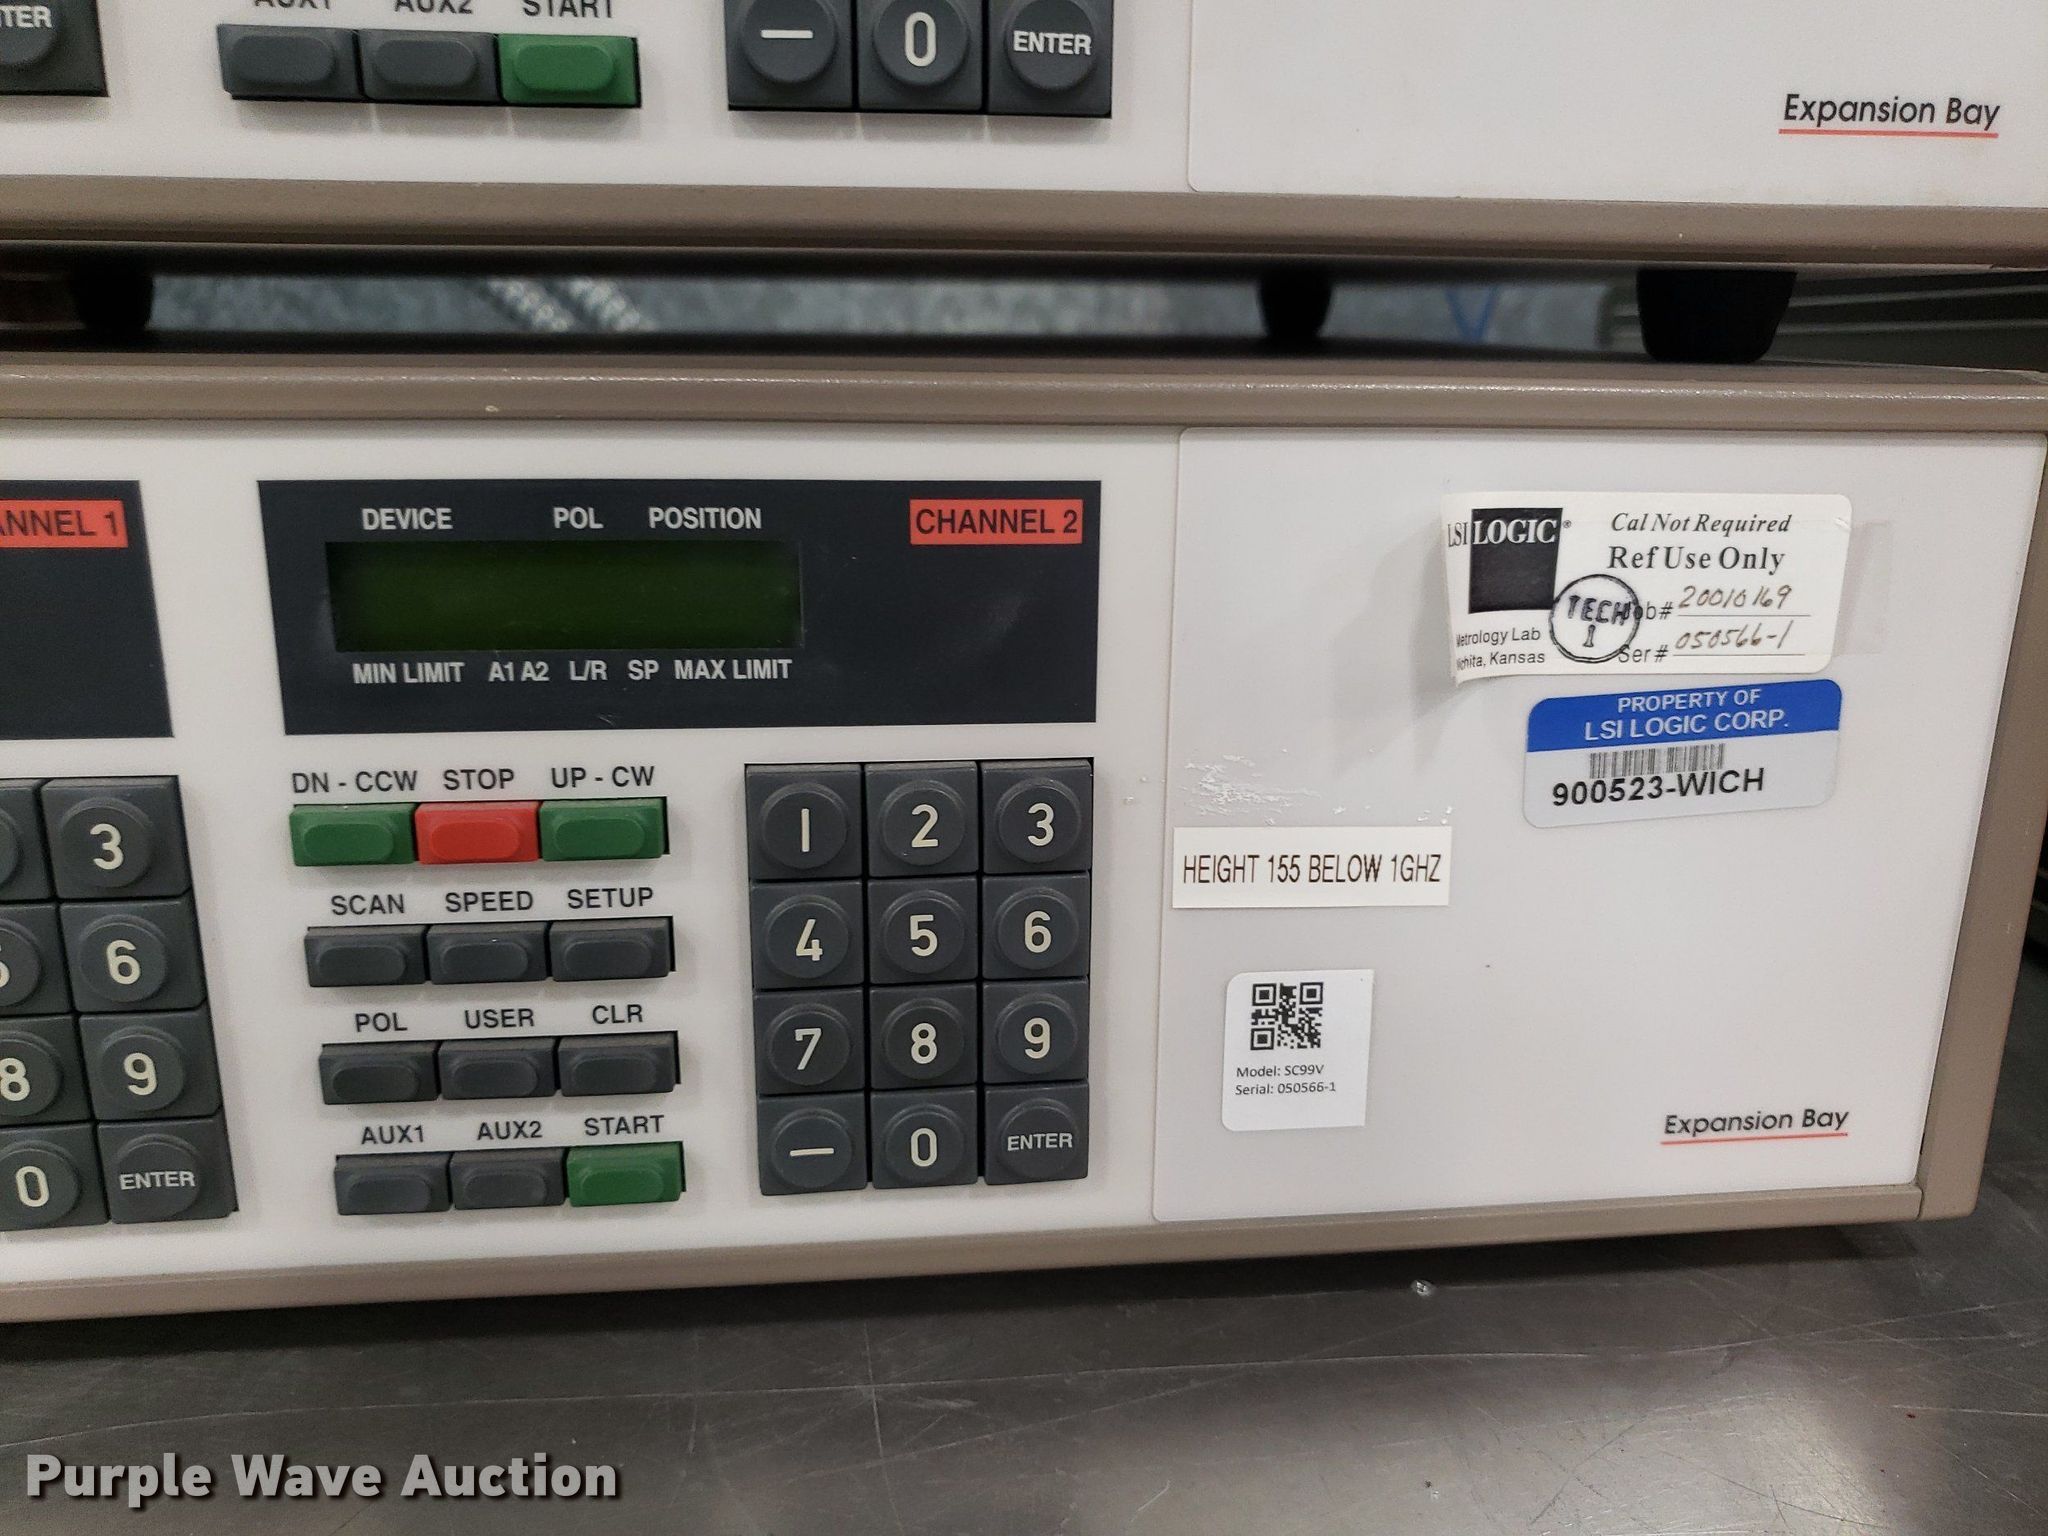 AUX1 AUX2 START
— 0 ENTER
Expansion Bay
CHANNEL 2
DEVICE POL POSITION
MIN LIMIT A1 A2 L/R SP MAX LIMIT
DN - CCW STOP UP - CW
SCAN SPEED SETUP
POL USER CLR
AUX1 AUX2 START
1 2 3
4 5 6
7 8 9
— 0 ENTER
3
6
8 9
0 ENTER
LSI LOGIC®
Metrology Lab
Kansas
Cal Not Required
Ref Use Only
20010169
Ser # 050566-1
TECH
1
PROPERTY OF
LSI LOGIC CORP.
900523-WICH
HEIGHT 155 BELOW 1GHZ
Model: SC99V
Serial: 050566-1
Expansion Bay
Purple Wave Auction